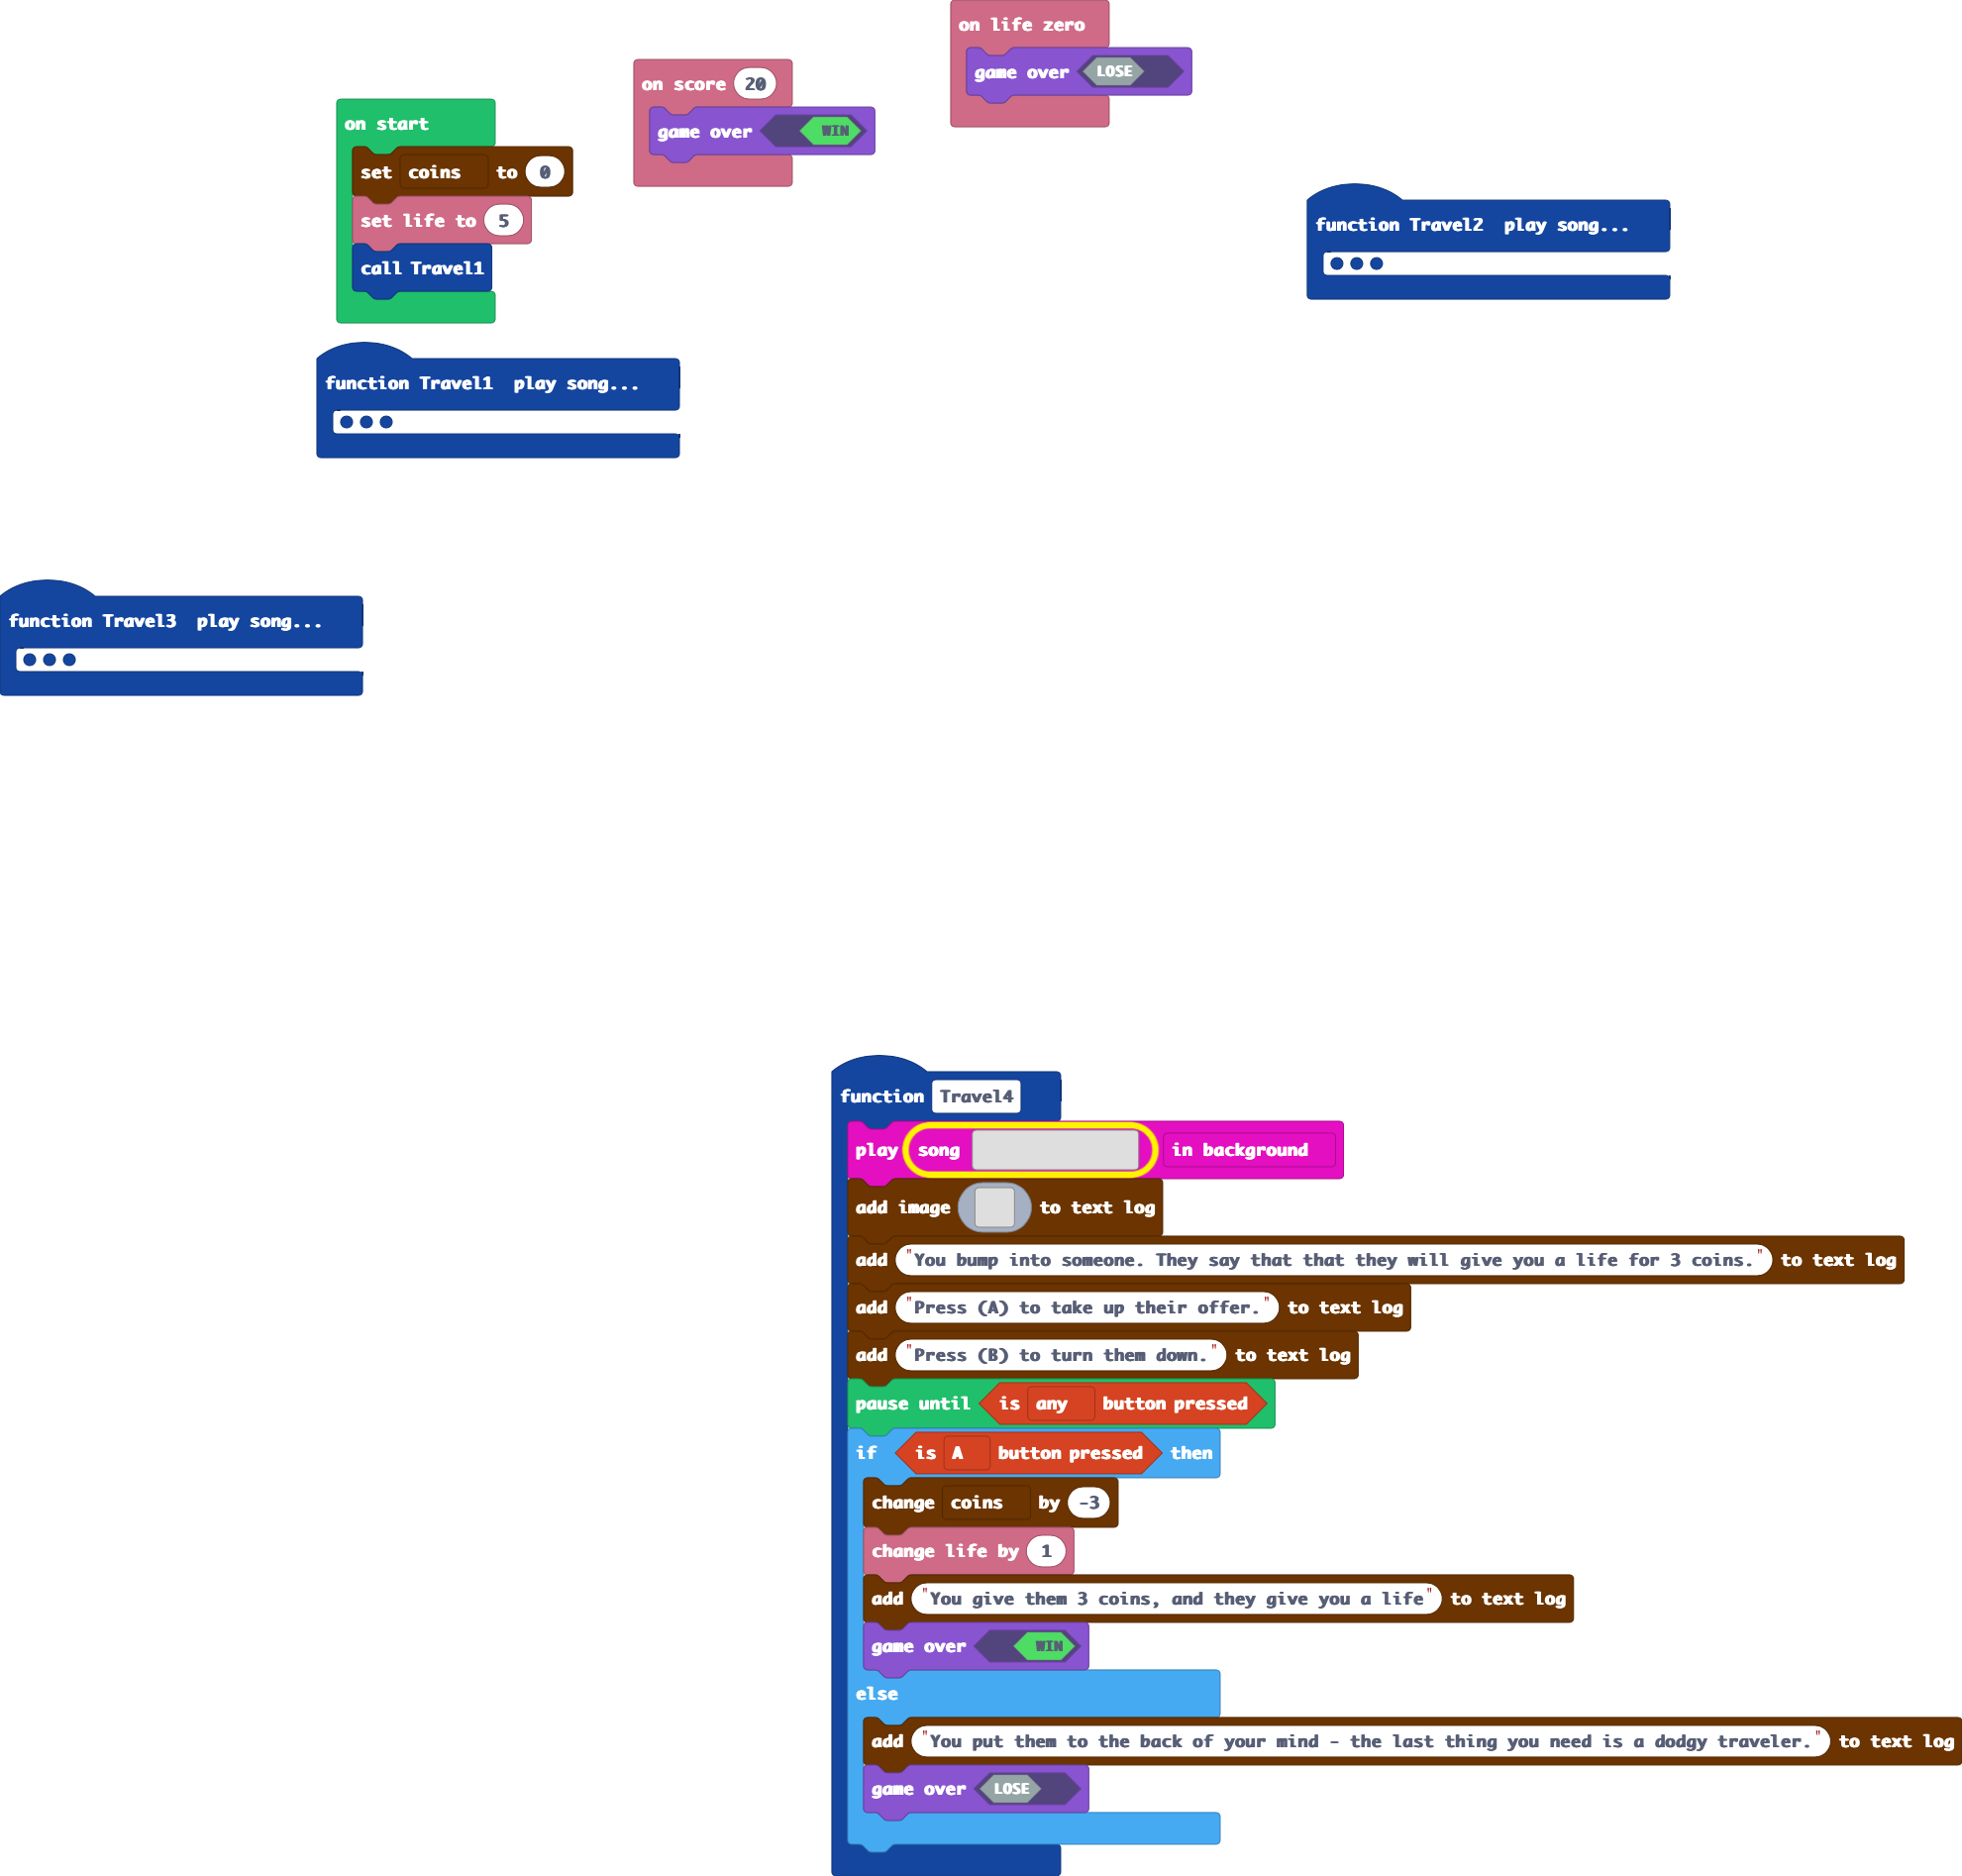 on start
set coins to 0
set life to 5
call Travel1
on score 20
game over WIN
on life zero
game over LOSE
function Travel2 play song...
function Travel1 play song...
function Travel3 play song...
function Travel4
play song in background
add image to text log
add "You bump into someone. They say that that they will give you a life for 3 coins." to text log
add "Press (A) to take up their offer." to text log
add "Press (B) to turn them down." to text log
pause until is any button pressed
if is A button pressed then
change coins by -3
change life by 1
add "You give them 3 coins, and they give you a life" to text log
game over WIN
else
add "You put them to the back of your mind - the last thing you need is a dodgy traveler." to text log
game over LOSE